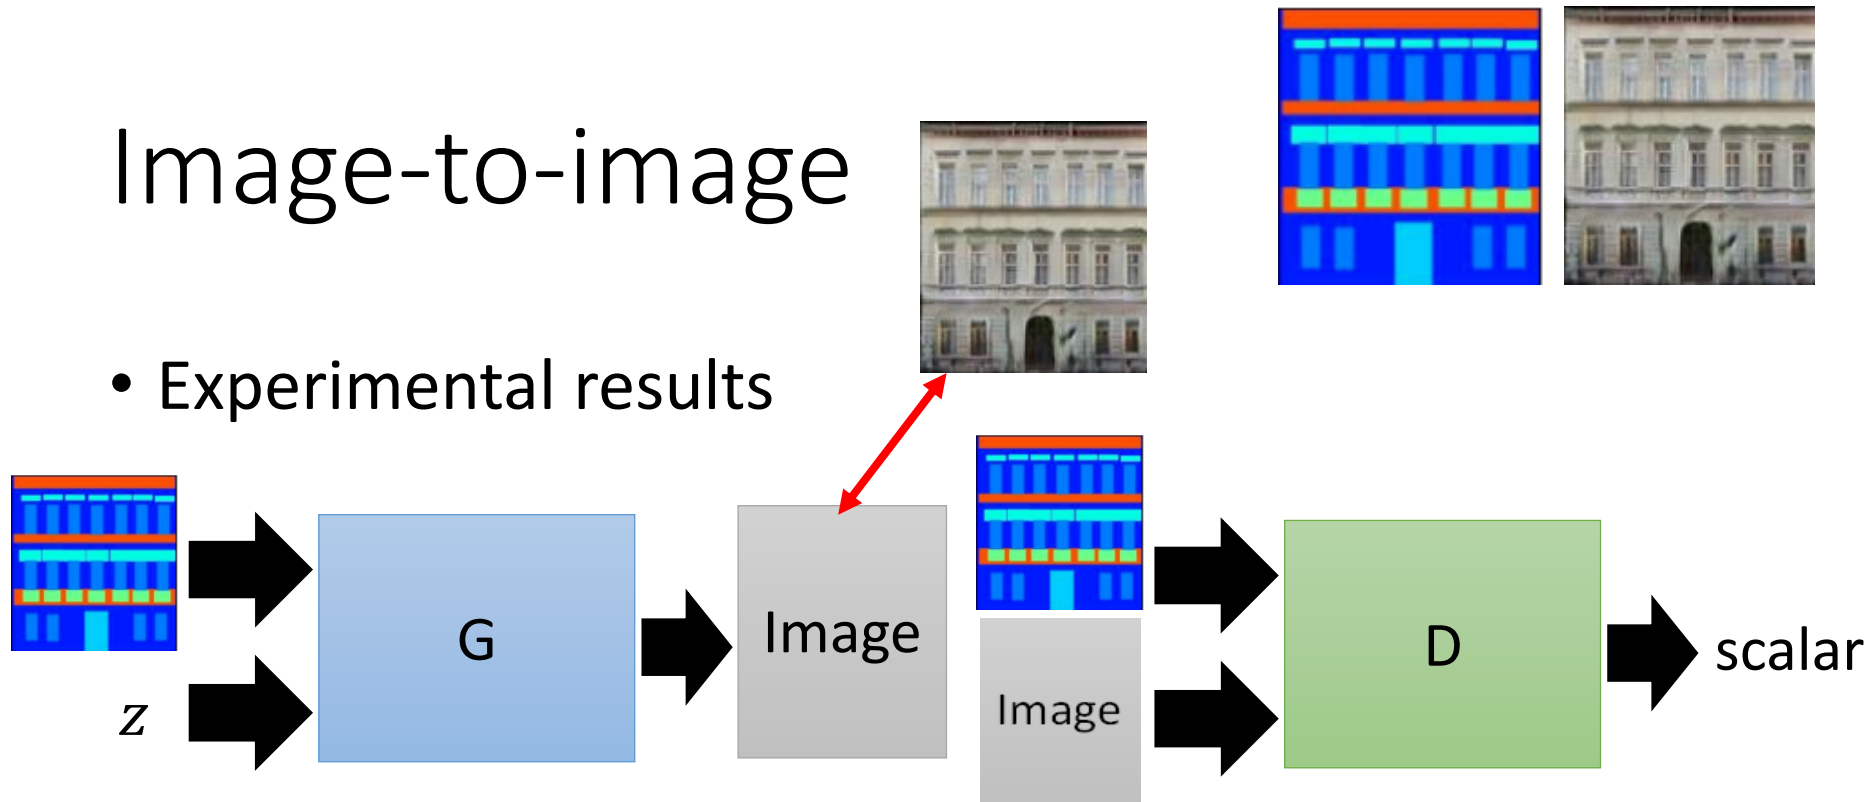 Image-to-image
• Experimental results
G
Image
z
Image
D
scalar